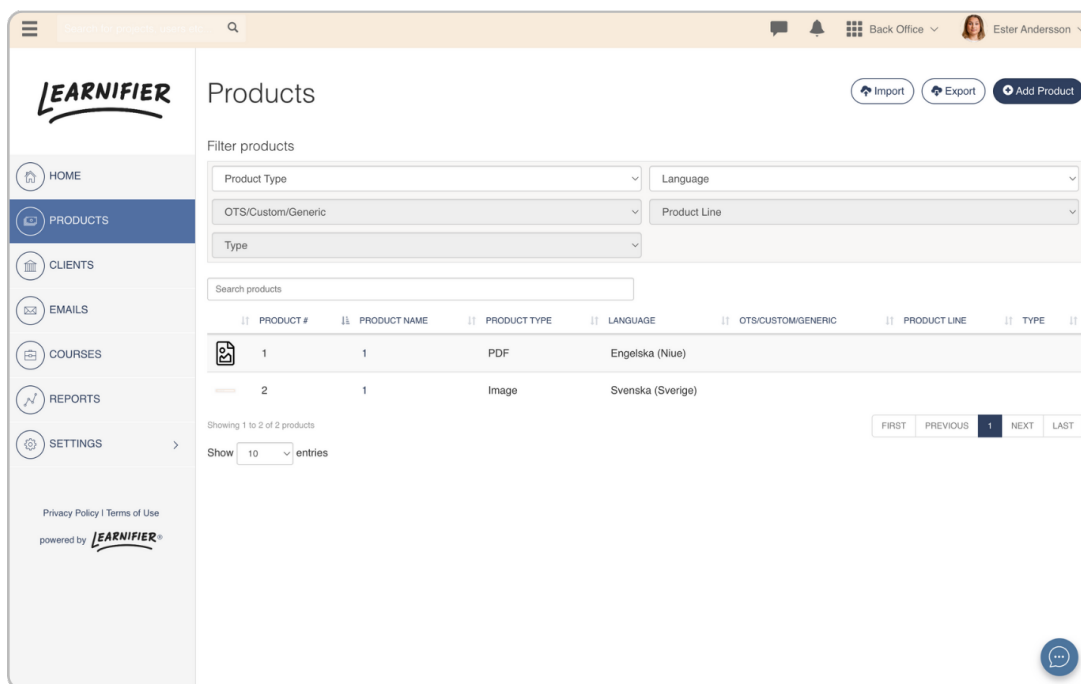 Back Office
Ester Andersson
LEARNIFIER
Products
Import
Export
Add Product
Filter products
HOME
PRODUCTS
CLIENTS
EMAILS
COURSES
REPORTS
SETTINGS
Privacy Policy I Terms of Use
powered by LEARNIFIER®
Product Type
Language
OTS/Custom/Generic
Product Line
Type
Search products
PRODUCT # PRODUCT NAME PRODUCT TYPE LANGUAGE OTS/CUSTOM/GENERIC PRODUCT LINE TYPE
1 1 PDF Engelska (Niue)
2 1 Image Svenska (Sverige)
Showing 1 to 2 of 2 products
FIRST PREVIOUS 1 NEXT LAST
Show 10 entries